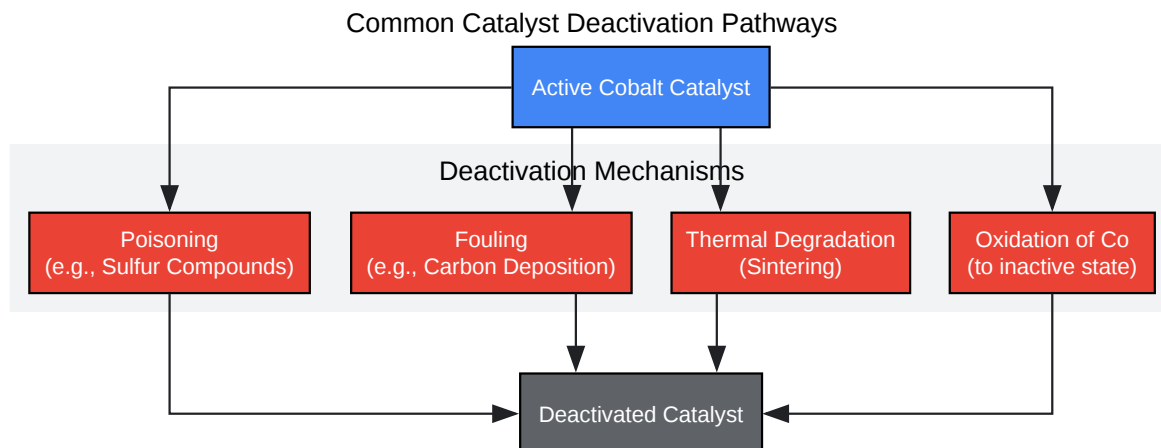 Common Catalyst Deactivation Pathways
Active Cobalt Catalyst
Deactivation Mechanisms
Poisoning
(e.g., Sulfur Compounds)
Fouling
(e.g., Carbon Deposition)
Thermal Degradation
(Sintering)
Oxidation of Co
(to inactive state)
Deactivated Catalyst